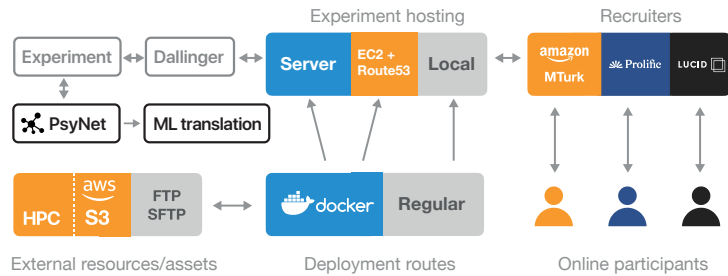 Experiment hosting
Recruiters
Experiment
Dallinger
Server
EC2 +
Route53
Local
amazon
MTurk
Prolific
LUCID
PsyNet
ML translation
HPC
aws
S3
FTP
SFTP
docker
Regular
External resources/assets
Deployment routes
Online participants